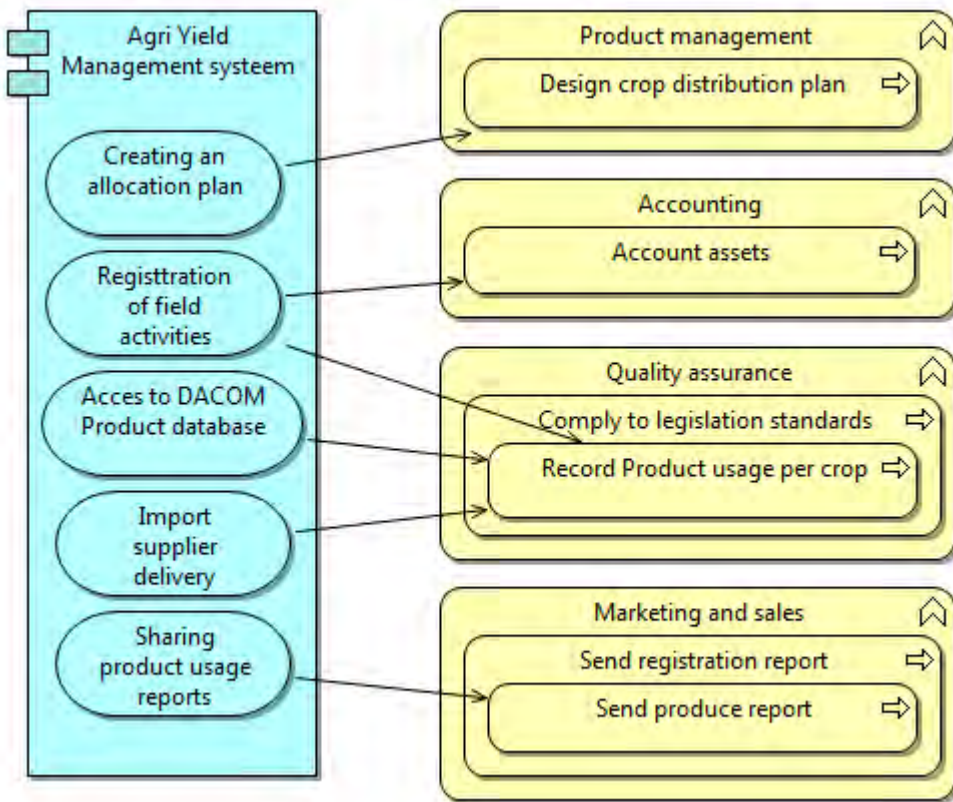 Agri Yield
Management systeem
Creating an
allocation plan
Registtration
of field
activities
Acces to DACOM
Product database
Import
supplier
delivery
Sharing
product usage
reports
Product management
Design crop distribution plan
Accounting
Account assets
Quality assurance
Comply to legislation standards
Record Product usage per crop
Marketing and sales
Send registration report
Send produce report